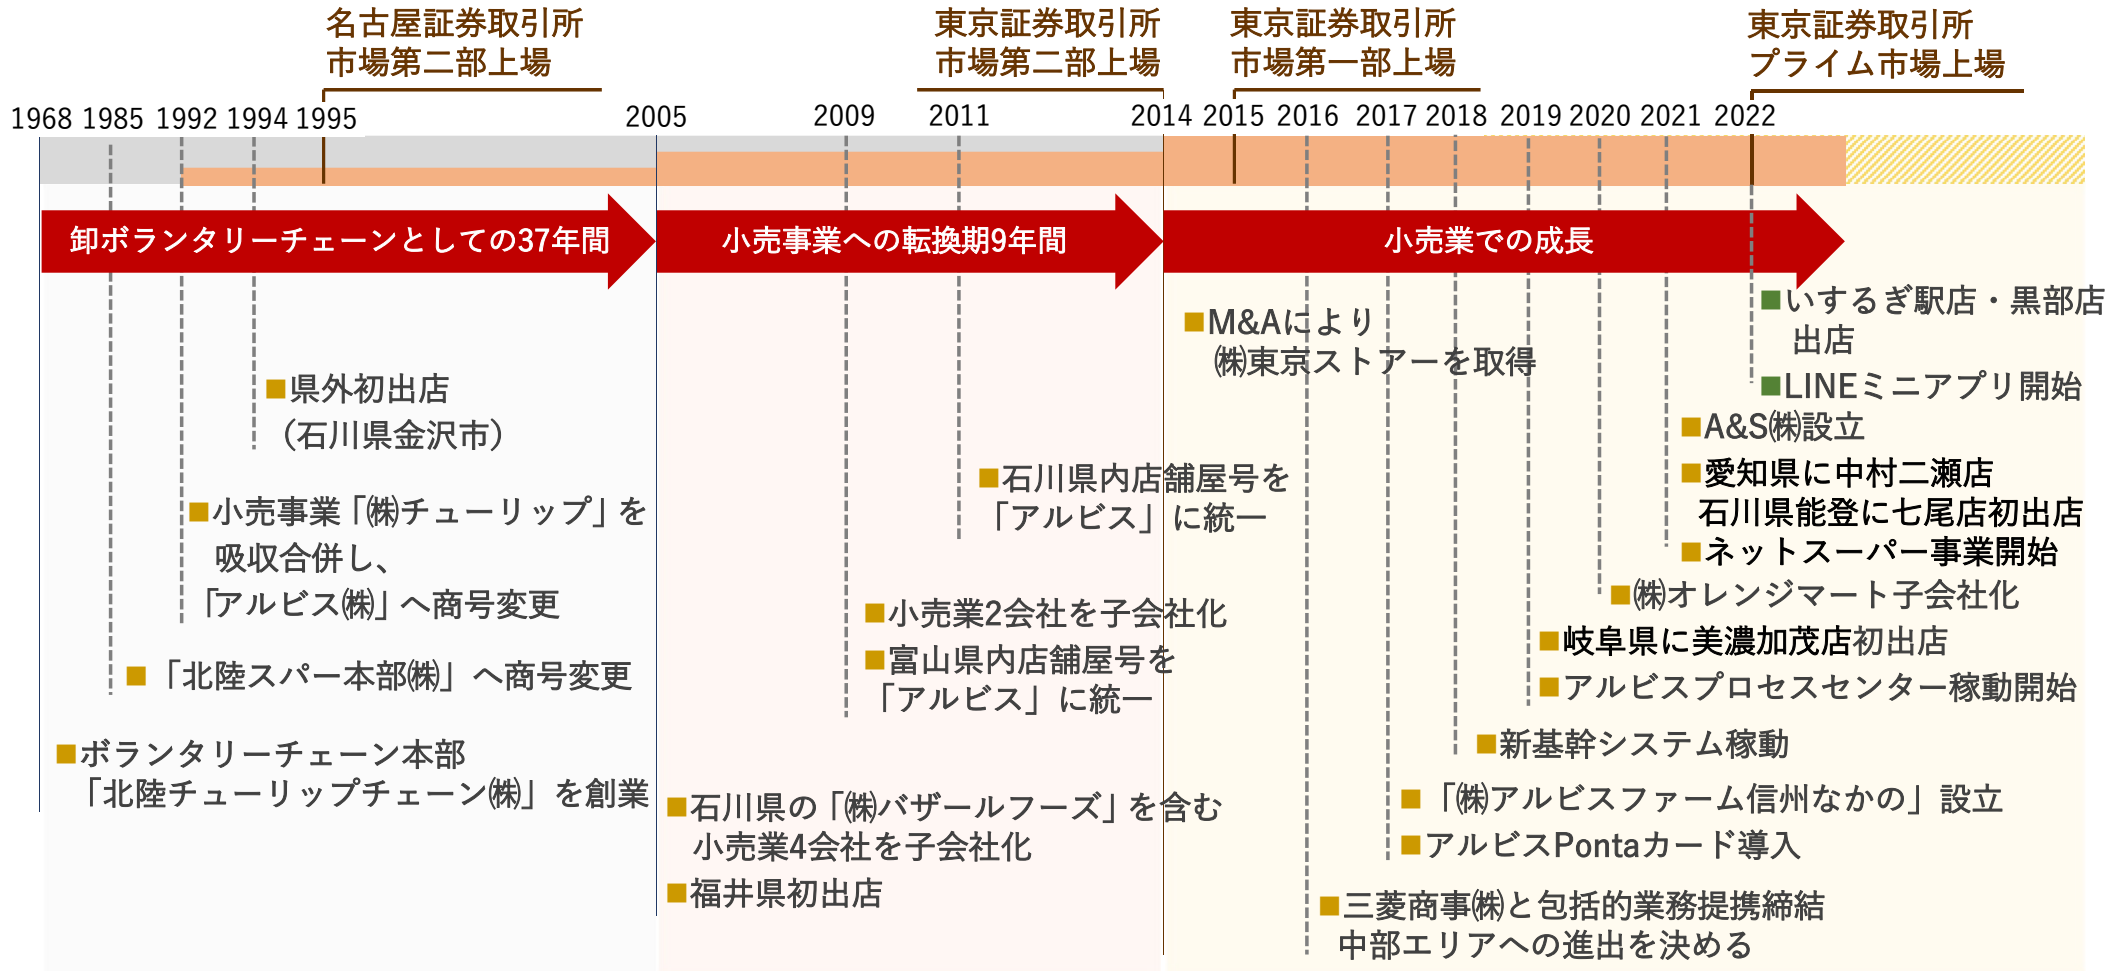 名古屋証券取引所
市場第二部上場
東京証券取引所
市場第二部上場
東京証券取引所
市場第一部上場
東京証券取引所
プライム市場上場
1968 1985 1992 1994 1995 2005 2009 2011 2014 2015 2016 2017 2018 2019 2020 2021 2022
卸ボランタリーチェーンとしての37年間
小売事業への転換期9年間
小売業での成長
■県外初出店
（石川県金沢市）
■小売事業「㈱チューリップ」を
吸収合併し、
「アルビス㈱」へ商号変更
■「北陸スパー本部㈱」へ商号変更
■ボランタリーチェーン本部
「北陸チューリップチェーン㈱」を創業
■石川県内店舗屋号を
「アルビス」に統一
■小売業2会社を子会社化
■富山県内店舗屋号を
「アルビス」に統一
■石川県の「㈱バザールフーズ」を含む
小売業4会社を子会社化
■福井県初出店
■M&Aにより
㈱東京ストアーを取得
■いするぎ駅店・黒部店
出店
■LINEミニアプリ開始
■A&S㈱設立
■愛知県に中村二瀬店
石川県能登に七尾店初出店
■ネットスーパー事業開始
■㈱オレンジマート子会社化
■岐阜県に美濃加茂店初出店
■アルビスプロセスセンター稼動開始
■新基幹システム稼動
■「㈱アルビスファーム信州なかの」設立
■アルビスPontaカード導入
■三菱商事㈱と包括的業務提携締結
中部エリアへの進出を決める